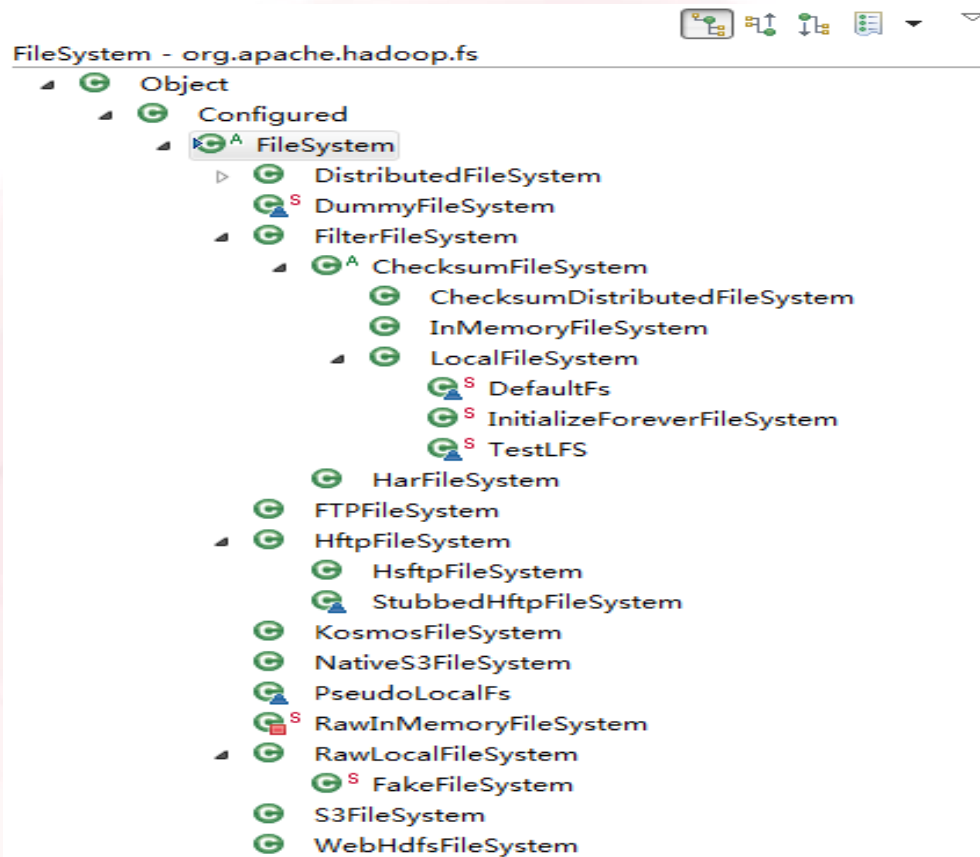 FileSystem - org.apache.hadoop.fs
C Object
C Configured
C A FileSystem
C DistributedFileSystem
C S DummyFileSystem
C FilterFileSystem
C A ChecksumFileSystem
C ChecksumDistributedFileSystem
C InMemoryFileSystem
C LocalFileSystem
C S DefaultFs
C S InitializeForeverFileSystem
C S TestLFS
C HarFileSystem
C FTPFileSystem
C HftpFileSystem
C HsftpFileSystem
C StubbedHftpFileSystem
C KosmosFileSystem
C NativeS3FileSystem
C PseudoLocalFs
C S RawInMemoryFileSystem
C RawLocalFileSystem
C S FakeFileSystem
C S3FileSystem
C WebHdfsFileSystem